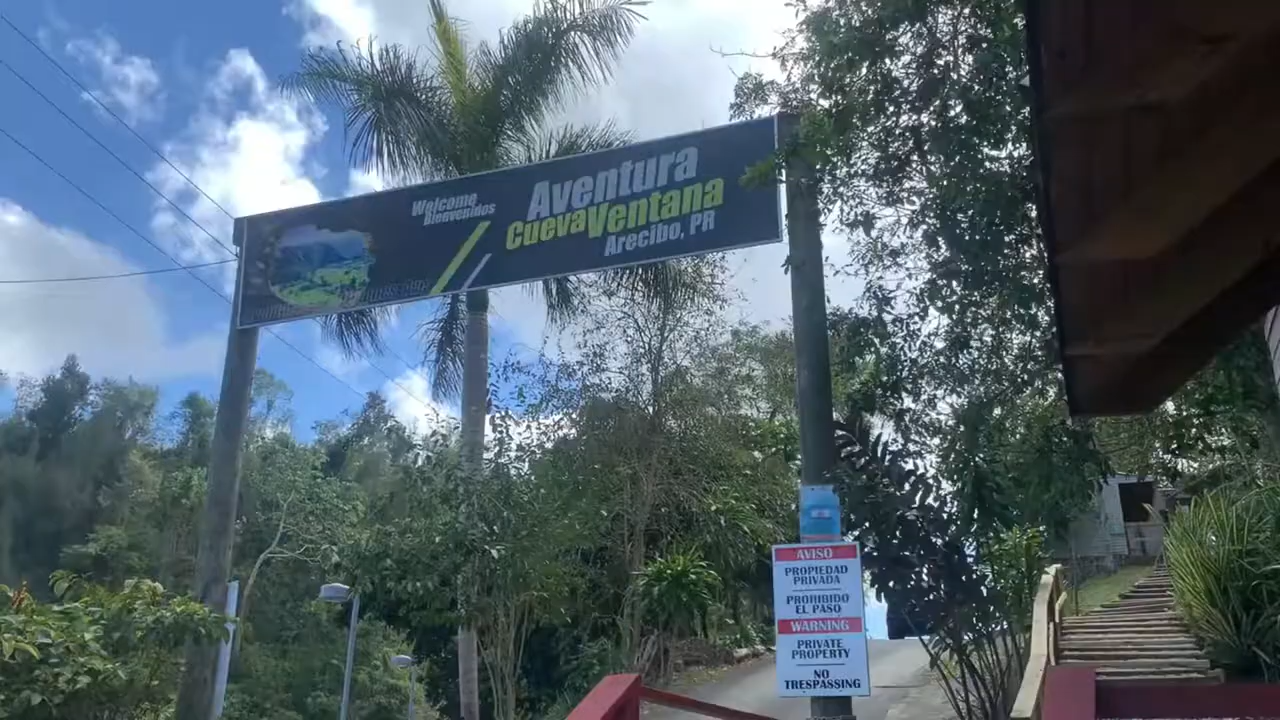 Welcome
Bienvenidos
Aventura
CuevaVentana
Arecibo, PR
AVISO
PROPIEDAD
PRIVADA
PROHIBIDO
EL PASO
WARNING
PRIVATE
PROPERTY
NO
TRESPASSING